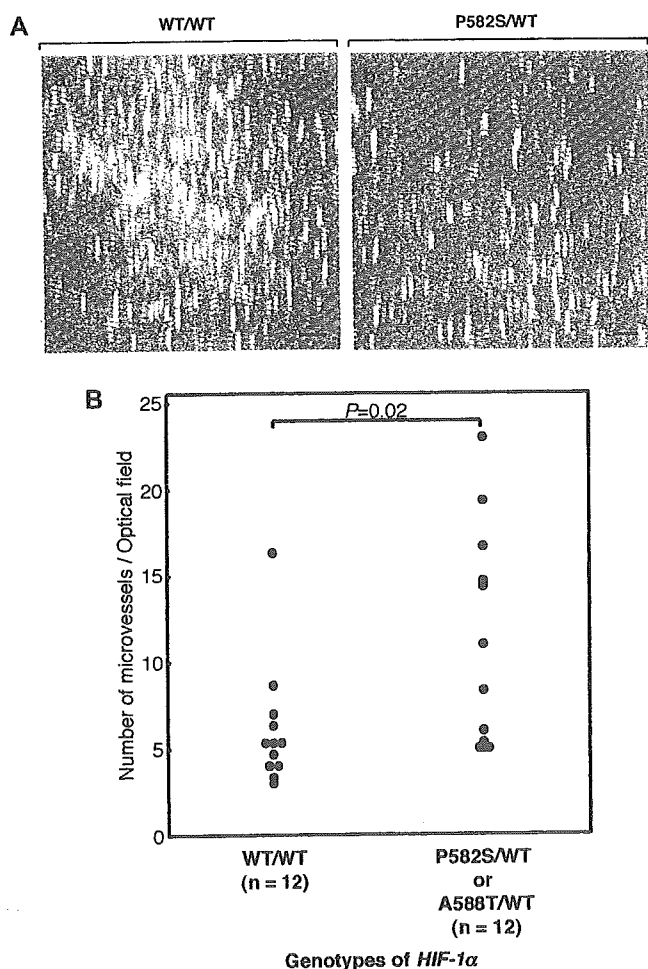 A
WT/WT
P582S/WT
B
P=0.02
25
20
15
10
5
0
Number of microvessels / Optical field
WT/WT
(n = 12)
P582S/WT
or
A588T/WT
(n = 12)
Genotypes of HIF-1α